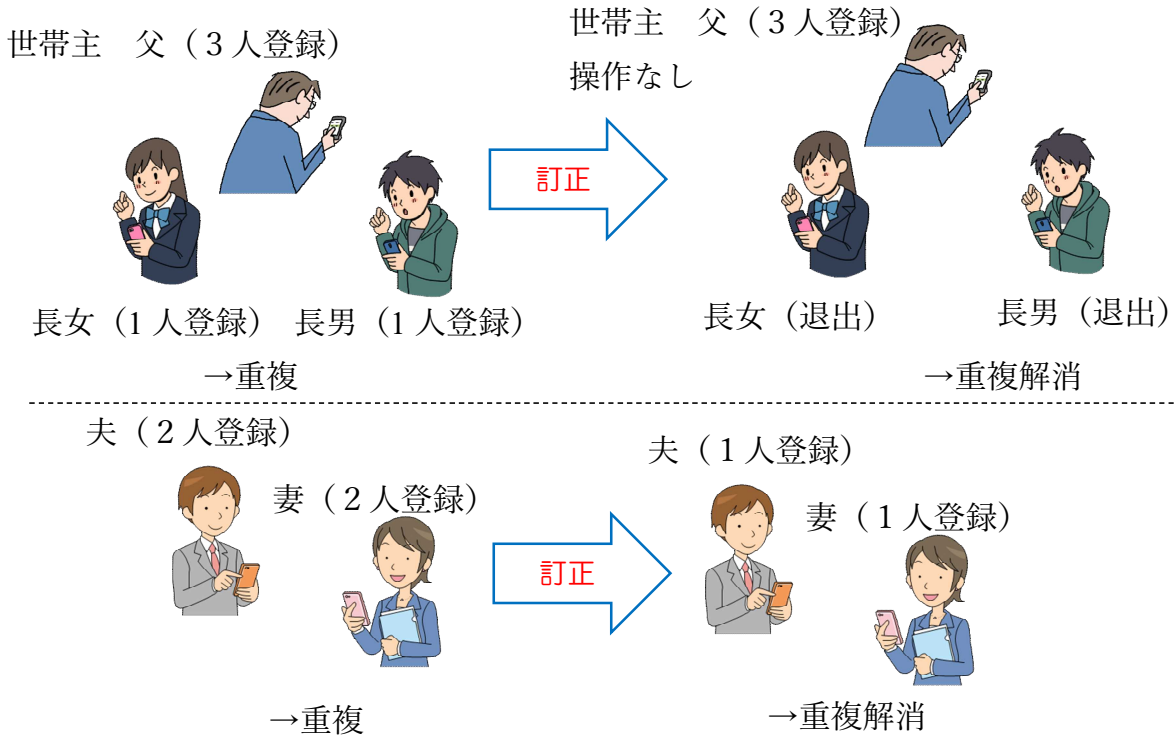 世帯主　父（３人登録）
長女（1 人登録）
長男（1 人登録）
→重複
訂正
世帯主　父（３人登録）
操作なし
長女（退出）
長男（退出）
→重複解消
夫（２人登録）
妻（２人登録）
→重複
訂正
夫（１人登録）
妻（１人登録）
→重複解消